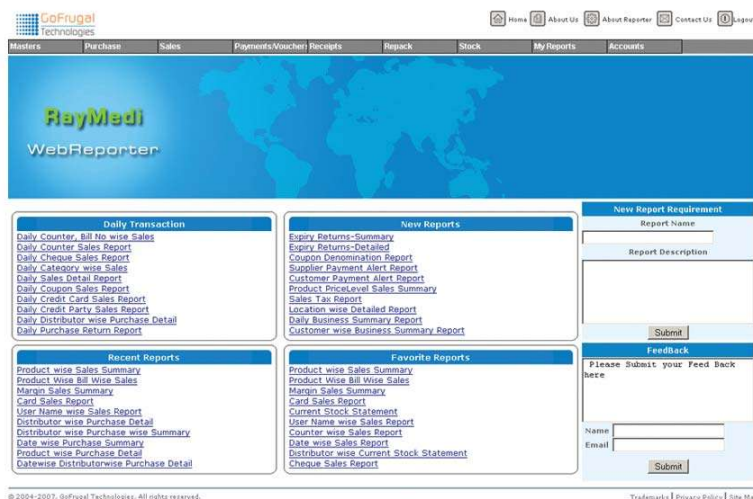 GoFrugal
Technologies
Home About Us About Reporter Contact Us Logout
Masters Purchase Sales Payments/Vouchers Receipts Repack Stock My Reports Accounts
RayMedi
WebReporter
Daily Transaction
Daily Counter, Bill No wise Sales
Daily Counter Sales Report
Daily Cheque Sales Report
Daily Category wise Sales
Daily Sales Detail Report
Daily Coupon Sales Report
Daily Credit Card Sales Report
Daily Credit Party Sales Report
Daily Distributor wise Purchase Detail
Daily Purchase Return Report
New Reports
Expiry Returns-Summary
Expiry Returns-Detailed
Coupon Denomination Report
Supplier Payment Alert Report
Customer Payment Alert Report
Product PriceLevel Sales Summary
Sales Tax Report
Location wise Detailed Report
Daily Business Summary Report
Customer wise Business Summary Report
New Report Requirement
Report Name
Report Description
Submit
Recent Reports
Product wise Sales Summary
Product Wise Bill Wise Sales
Margin Sales Summary
Card Sales Report
User Name wise Sales Report
Distributor wise Purchase Detail
Distributor wise Purchase wise Summary
Date wise Purchase Summary
Product wise Purchase Detail
Datewise Distributorwise Purchase Detail
Favorite Reports
Product wise Sales Summary
Product Wise Bill Wise Sales
Margin Sales Summary
Card Sales Report
Current Stock Statement
User Name wise Sales Report
Counter wise Sales Report
Date wise Sales Report
Distributor wise Current Stock Statement
Cheque Sales Report
FeedBack
Please Submit your Feed Back
here
Name
Email
Submit
© 2004-2007, GoFrugal Technologies, All rights reserved.
Trademarks | Privacy Policy | Site Ma